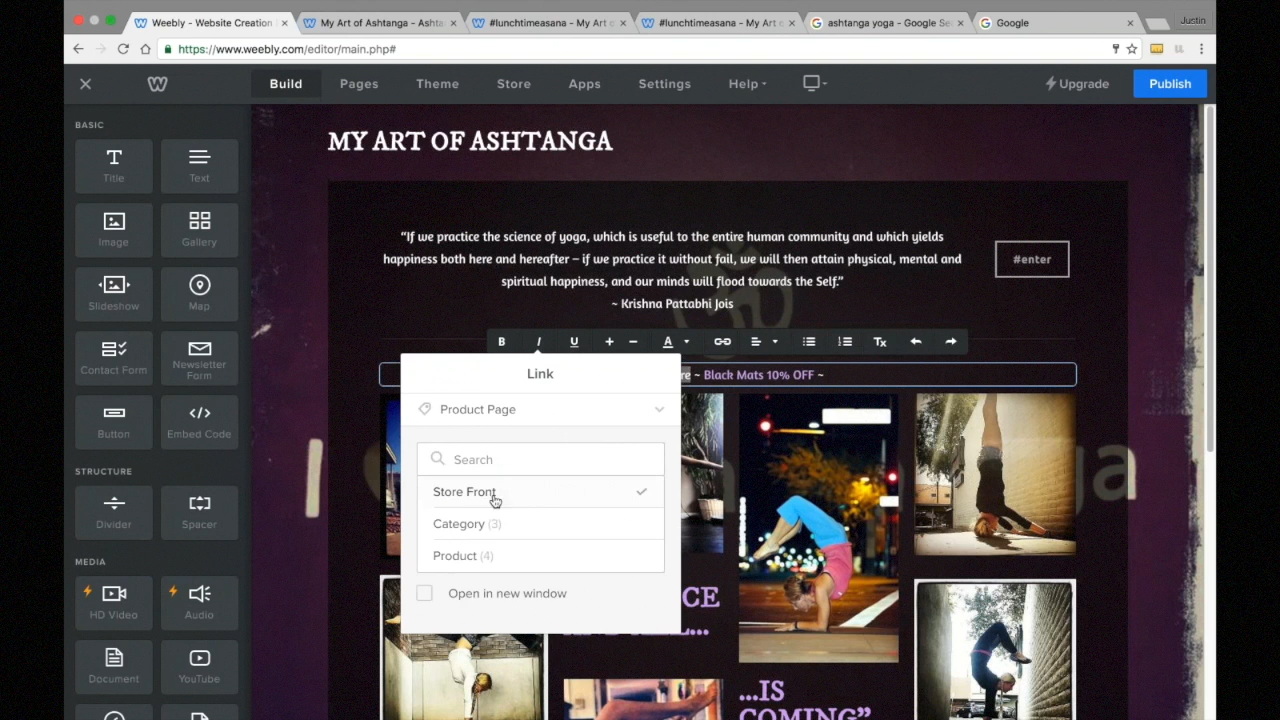 Weebly - Website Creation
My Art of Ashtanga - Ashta
#lunchtimeasana - My Art o
#lunchtimeasana - My Art o
ashtanga yoga - Google Se
Google
Justin
https://www.weebly.com/editor/main.php#
Build
Pages
Theme
Store
Apps
Settings
Help
Upgrade
Publish
BASIC
Title
Text
Image
Gallery
Slideshow
Map
Contact Form
Newsletter
Form
Button
Embed Code
STRUCTURE
Divider
Spacer
MEDIA
HD Video
Audio
Document
YouTube
MY ART OF ASHTANGA
“If we practice the science of yoga, which is useful to the entire human community and which yields
happiness both here and hereafter – if we practice it without fail, we will then attain physical, mental and
spiritual happiness, and our minds will flood towards the Self.”
~ Krishna Pattabhi Jois
#enter
B I U + − A Tx
re ~ Black Mats 10% OFF ~
Link
Product Page
Search
Store Front
Category (3)
Product (4)
Open in new window
CE
...IS
COMING”